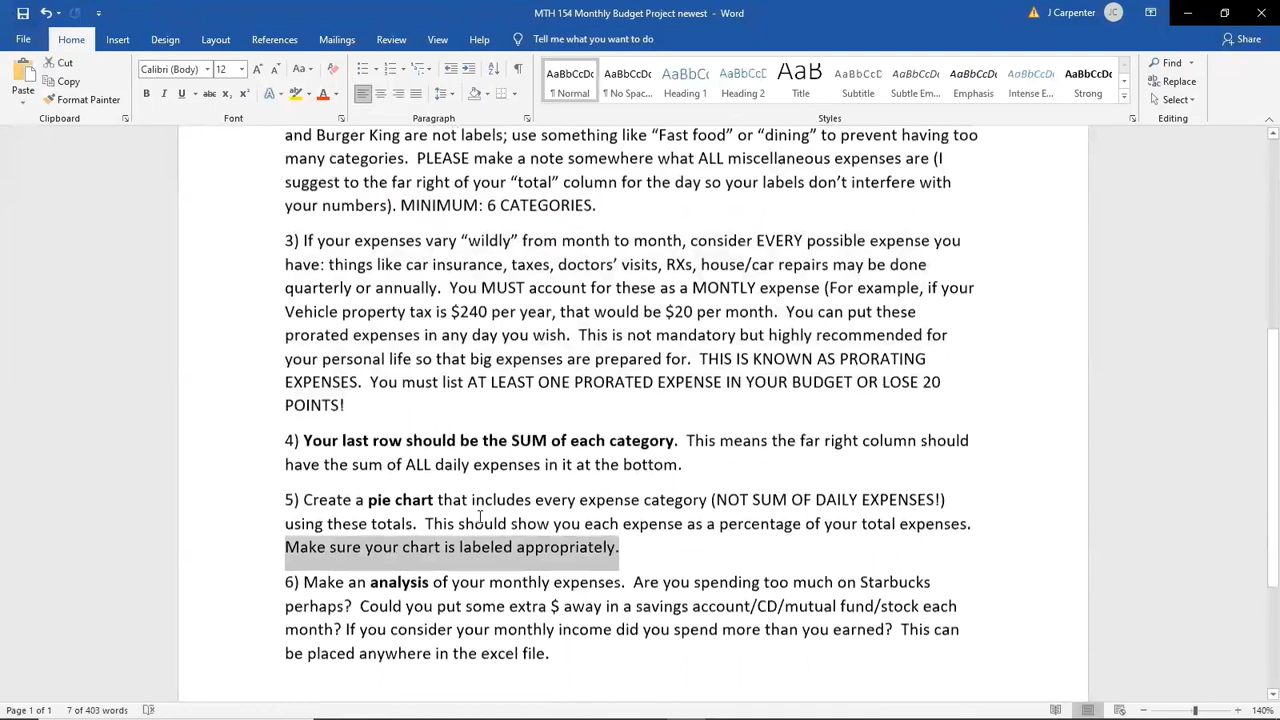 MTH 154 Monthly Budget Project newest - Word
J Carpenter JC
File Home Insert Design Layout References Mailings Review View Help Tell me what you want to do Share
Paste Cut Copy Format Painter
Calibri (Body) 12
AaBbCcDc AaBbCcDc AaBbC( AaBbCcC AaB AaBbCcD AaBbCcDt AaBbCcDt AaBbCcDt AaBbCcDc
¶ Normal ¶ No Spac... Heading 1 Heading 2 Title Subtitle Subtle Em... Emphasis Intense E... Strong
Find Replace Select
Clipboard Font Paragraph Styles Editing
and Burger King are not labels; use something like “Fast food” or “dining” to prevent having too
many categories. PLEASE make a note somewhere what ALL miscellaneous expenses are (I
suggest to the far right of your “total” column for the day so your labels don’t interfere with
your numbers). MINIMUM: 6 CATEGORIES.
3) If your expenses vary “wildly” from month to month, consider EVERY possible expense you
have: things like car insurance, taxes, doctors’ visits, RXs, house/car repairs may be done
quarterly or annually. You MUST account for these as a MONTLY expense (For example, if your
Vehicle property tax is $240 per year, that would be $20 per month. You can put these
prorated expenses in any day you wish. This is not mandatory but highly recommended for
your personal life so that big expenses are prepared for. THIS IS KNOWN AS PRORATING
EXPENSES. You must list AT LEAST ONE PRORATED EXPENSE IN YOUR BUDGET OR LOSE 20
POINTS!
4) Your last row should be the SUM of each category. This means the far right column should
have the sum of ALL daily expenses in it at the bottom.
5) Create a pie chart that includes every expense category (NOT SUM OF DAILY EXPENSES!)
using these totals. This should show you each expense as a percentage of your total expenses.
Make sure your chart is labeled appropriately.
6) Make an analysis of your monthly expenses. Are you spending too much on Starbucks
perhaps? Could you put some extra $ away in a savings account/CD/mutual fund/stock each
month? If you consider your monthly income did you spend more than you earned? This can
be placed anywhere in the excel file.
Page 1 of 1 7 of 403 words 140%